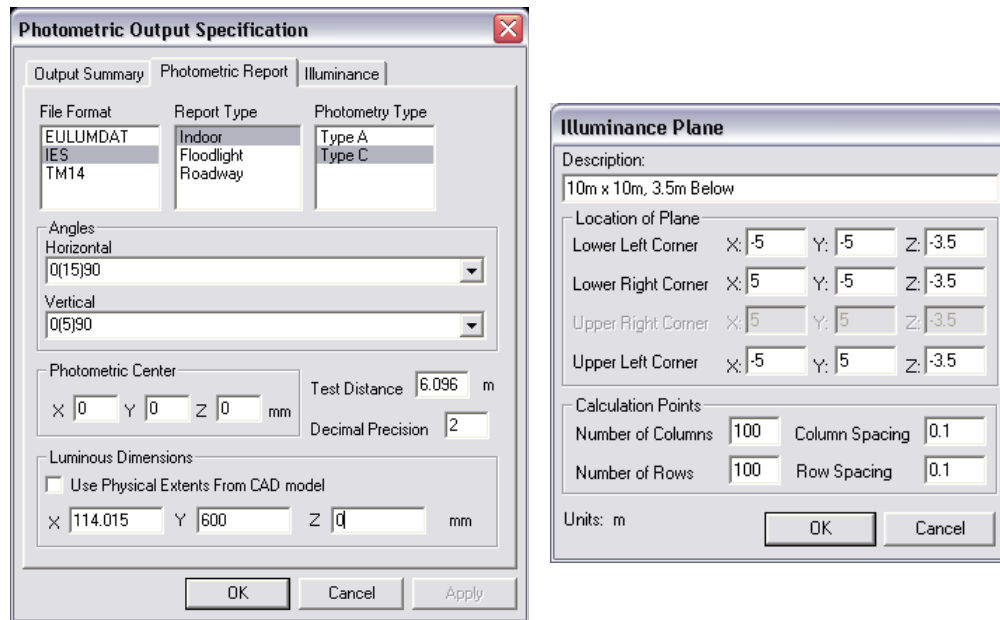 Photometric Output Specification
Output Summary Photometric Report Illuminance
File Format Report Type Photometry Type
EULUMDAT Indoor Type A
IES Floodlight Type C
TM14 Roadway
Angles
Horizontal
0(15)90
Vertical
0(5)90
Photometric Center
X 0 Y 0 Z 0 mm
Test Distance 6.096 m
Decimal Precision 2
Luminous Dimensions
Use Physical Extents From CAD model
X 114.015 Y 600 Z 0 mm
OK Cancel Apply
Illuminance Plane
Description:
10m x 10m, 3.5m Below
Location of Plane
Lower Left Corner X: -5 Y: -5 Z: -3.5
Lower Right Corner X: 5 Y: -5 Z: -3.5
Upper Right Corner X: 5 Y: 5 Z: -3.5
Upper Left Corner X: -5 Y: 5 Z: -3.5
Calculation Points
Number of Columns 100 Column Spacing 0.1
Number of Rows 100 Row Spacing 0.1
Units: m OK Cancel